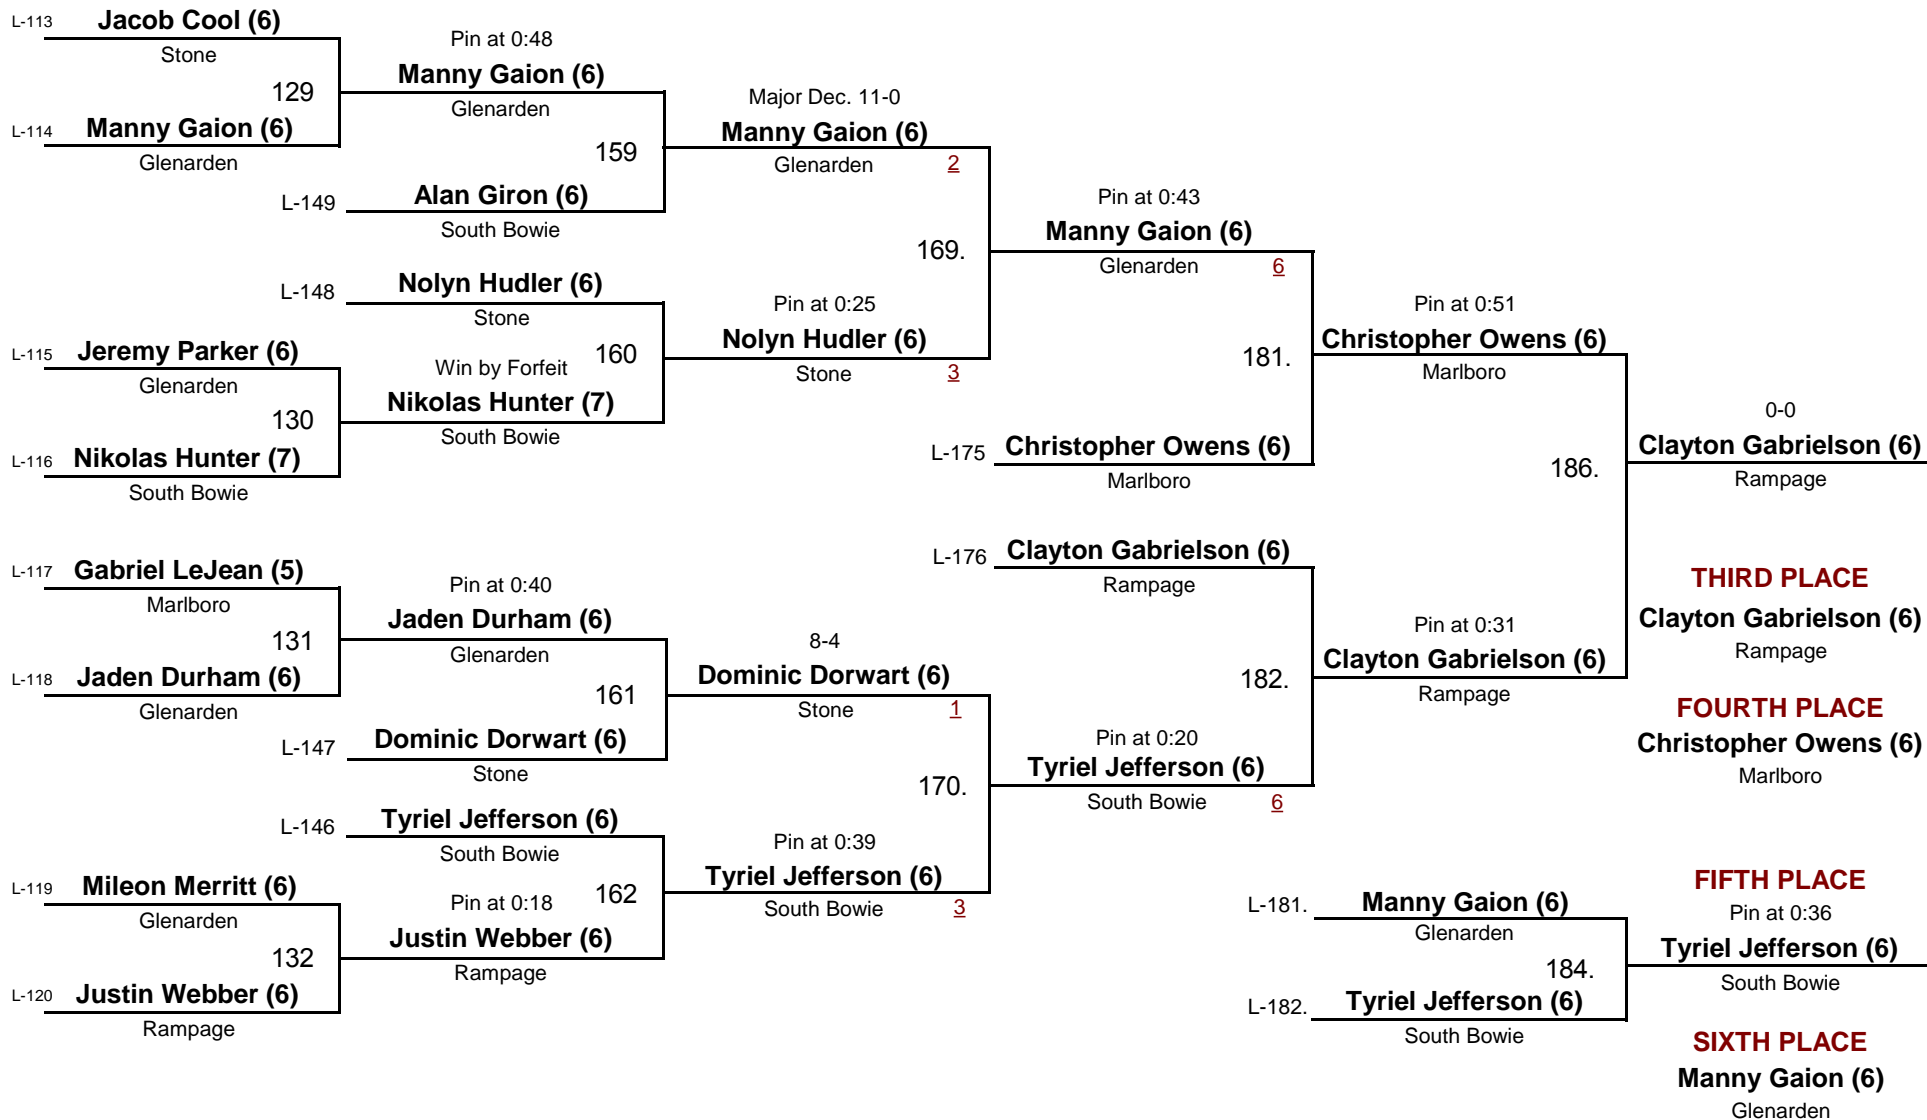 L-113 Jacob Cool (6)
Stone
129
L-114 Manny Gaion (6)
Glenarden
L-115 Jeremy Parker (6)
Glenarden
130
L-116 Nikolas Hunter (7)
South Bowie
L-117 Gabriel LeJean (5)
Marlboro
131
L-118 Jaden Durham (6)
Glenarden
L-119 Mileon Merritt (6)
Glenarden
132
L-120 Justin Webber (6)
Rampage
Pin at 0:48
Manny Gaion (6)
Glenarden
159
L-149 Alan Giron (6)
South Bowie
L-148 Nolyn Hudler (6)
Stone
160
Win by Forfeit
Nikolas Hunter (7)
South Bowie
Pin at 0:40
Jaden Durham (6)
Glenarden
161
L-147 Dominic Dorwart (6)
Stone
L-146 Tyriel Jefferson (6)
South Bowie
162
Pin at 0:18
Justin Webber (6)
Rampage
Major Dec. 11-0
Manny Gaion (6)
Glenarden 2
169.
Pin at 0:25
Nolyn Hudler (6)
Stone 3
8-4
Dominic Dorwart (6)
Stone 1
170.
Pin at 0:39
Tyriel Jefferson (6)
South Bowie 3
Pin at 0:43
Manny Gaion (6)
Glenarden 6
181.
L-175 Christopher Owens (6)
Marlboro
L-176 Clayton Gabrielson (6)
Rampage
182.
Pin at 0:20
Tyriel Jefferson (6)
South Bowie 6
Pin at 0:51
Christopher Owens (6)
Marlboro
186.
Pin at 0:31
Clayton Gabrielson (6)
Rampage
0-0
Clayton Gabrielson (6)
Rampage
THIRD PLACE
Clayton Gabrielson (6)
Rampage
FOURTH PLACE
Christopher Owens (6)
Marlboro
L-181. Manny Gaion (6)
Glenarden
184.
L-182. Tyriel Jefferson (6)
South Bowie
FIFTH PLACE
Pin at 0:36
Tyriel Jefferson (6)
South Bowie
SIXTH PLACE
Manny Gaion (6)
Glenarden